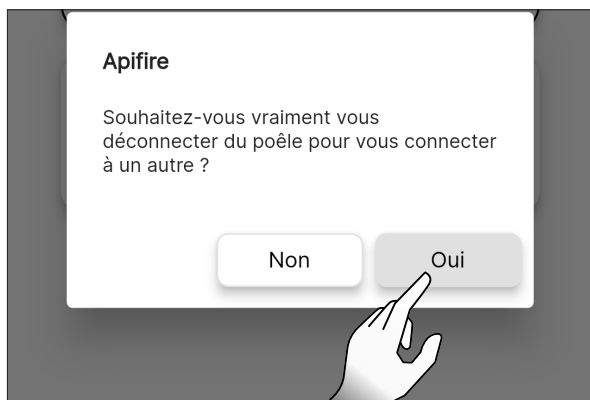 Apifire
Souhaitez-vous vraiment vous
déconnecter du poêle pour vous connecter
à un autre ?
Non
Oui